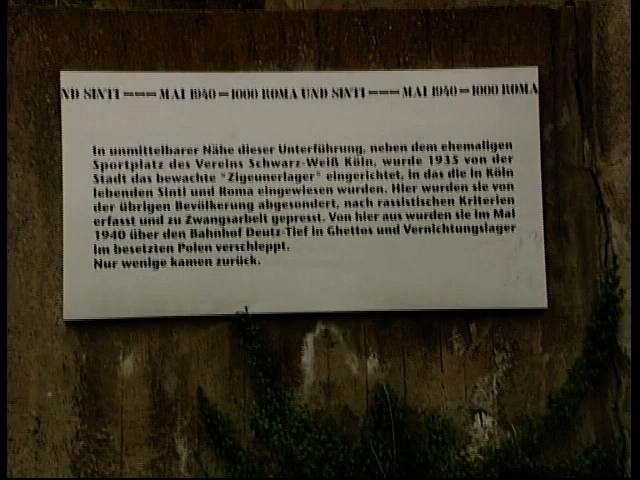 ND SINTI === MAI 1940 = 1000 ROMA UND SINTI === MAI 1940 = 1000 ROMA
In unmittelbarer Nähe dieser Unterführung, neben dem ehemaligen
Sportplatz des Vereins Schwarz-Weiß Köln, wurde 1935 von der
Stadt das bewachte "Zigeunerlager" eingerichtet, in das die in Köln
lebenden Sinti und Roma eingewiesen wurden. Hier wurden sie von
der übrigen Bevölkerung abgesondert, nach rassistischen Kriterien
erfasst und zu Zwangsarbeit gepresst. Von hier aus wurden sie im Mai
1940 über den Bahnhof Deutz-Tief in Ghettos und Vernichtungslager
im besetzten Polen verschleppt.
Nur wenige kamen zurück.